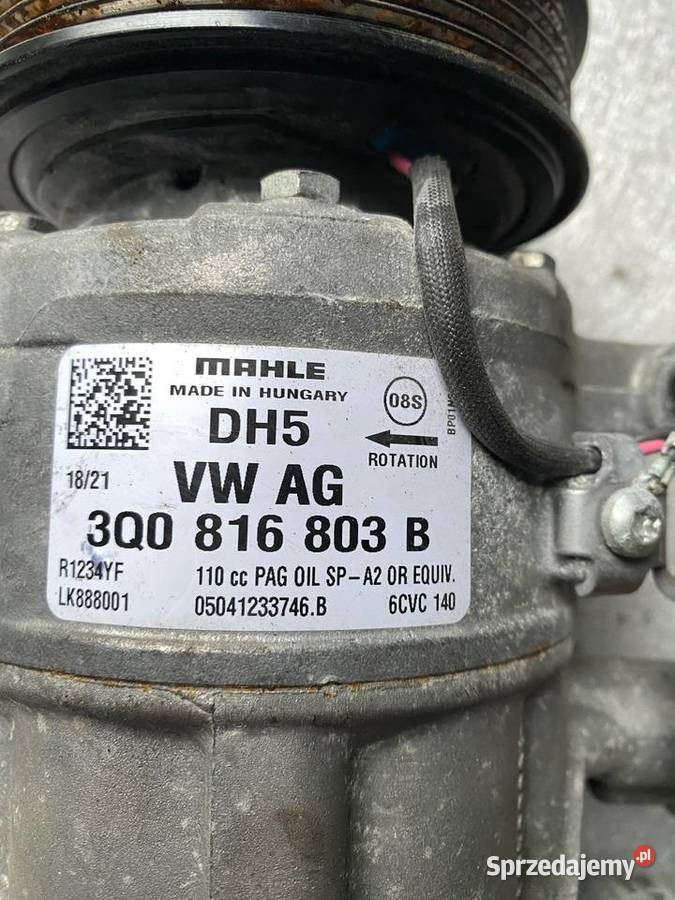 MAHLE
MADE IN HUNGARY
08S
DH5
ROTATION
18/21
VW AG
3Q0 816 803 B
R1234YF
110 cc PAG OIL SP-A2 OR EQUIV.
LK888001
05041233746.B
6CVC 140
Sprzedajemy.pl